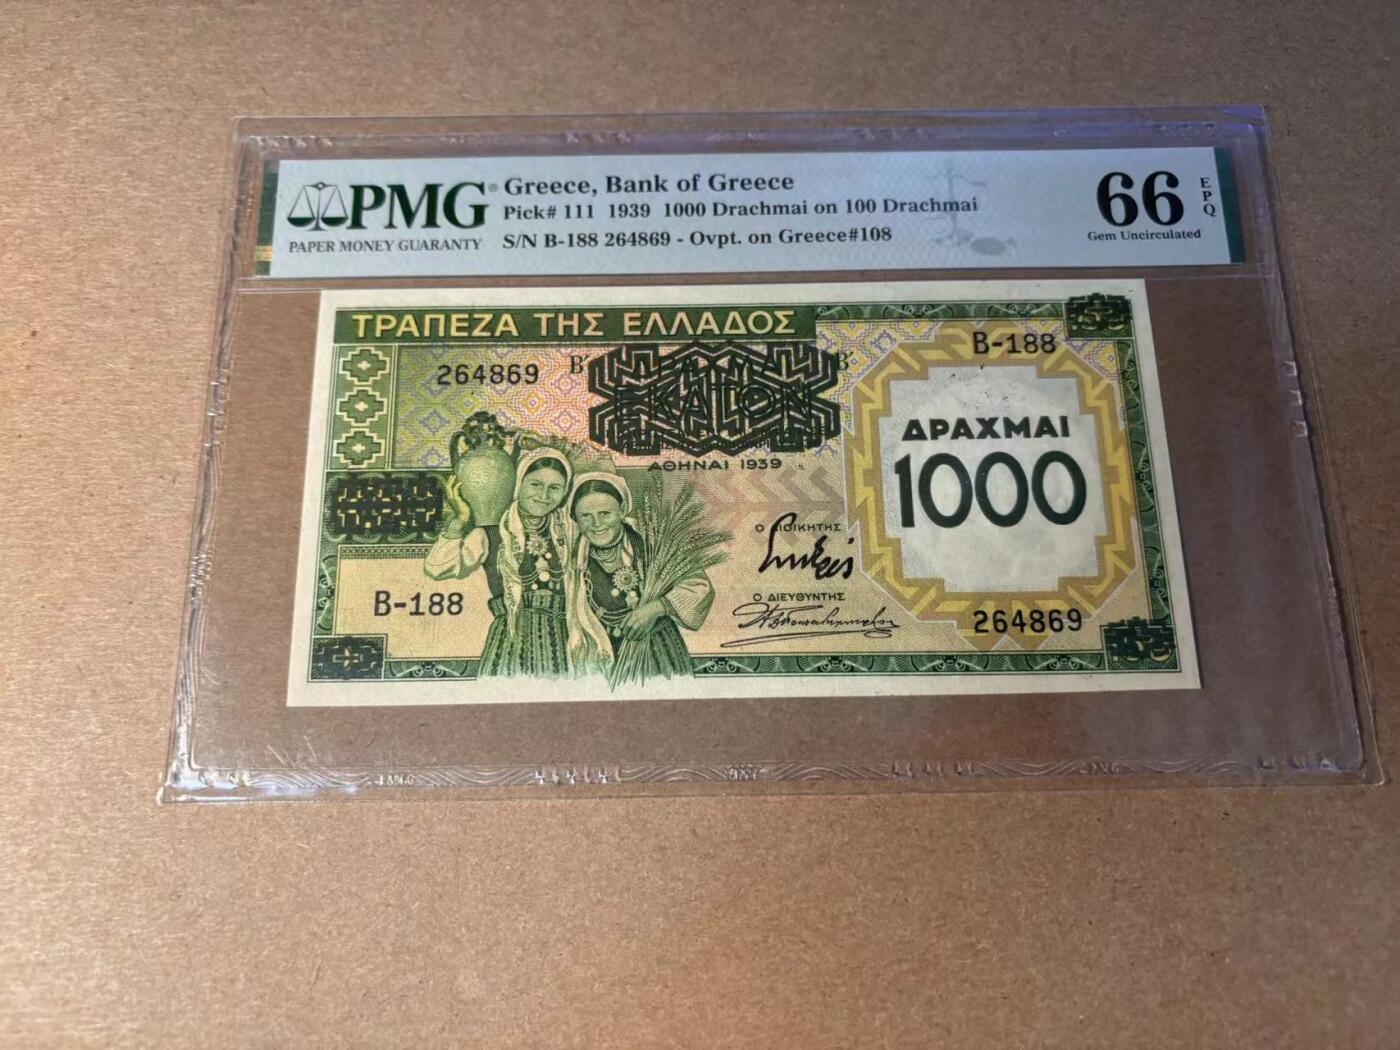 PMG®
PAPER MONEY GUARANTY
Greece, Bank of Greece
Pick# 111 1939 1000 Drachmai on 100 Drachmai
S/N B-188 264869 - Ovpt. on Greece#108
66
EPQ
Gem Uncirculated
ΤΡΑΠΕΖΑ ΤΗΣ ΕΛΛΑΔΟΣ
264869
Β΄
ΔΡΑΧΜΑΙ
ΕΚΑΤΟΝ
Β΄
B-188
ΑΘΗΝΑΙ 1939
ΔΡΑΧΜΑΙ
1000
Ο ΔΙΟΙΚΗΤΗΣ
Ο ΔΙΕΥΘΥΝΤΗΣ
B-188
264869